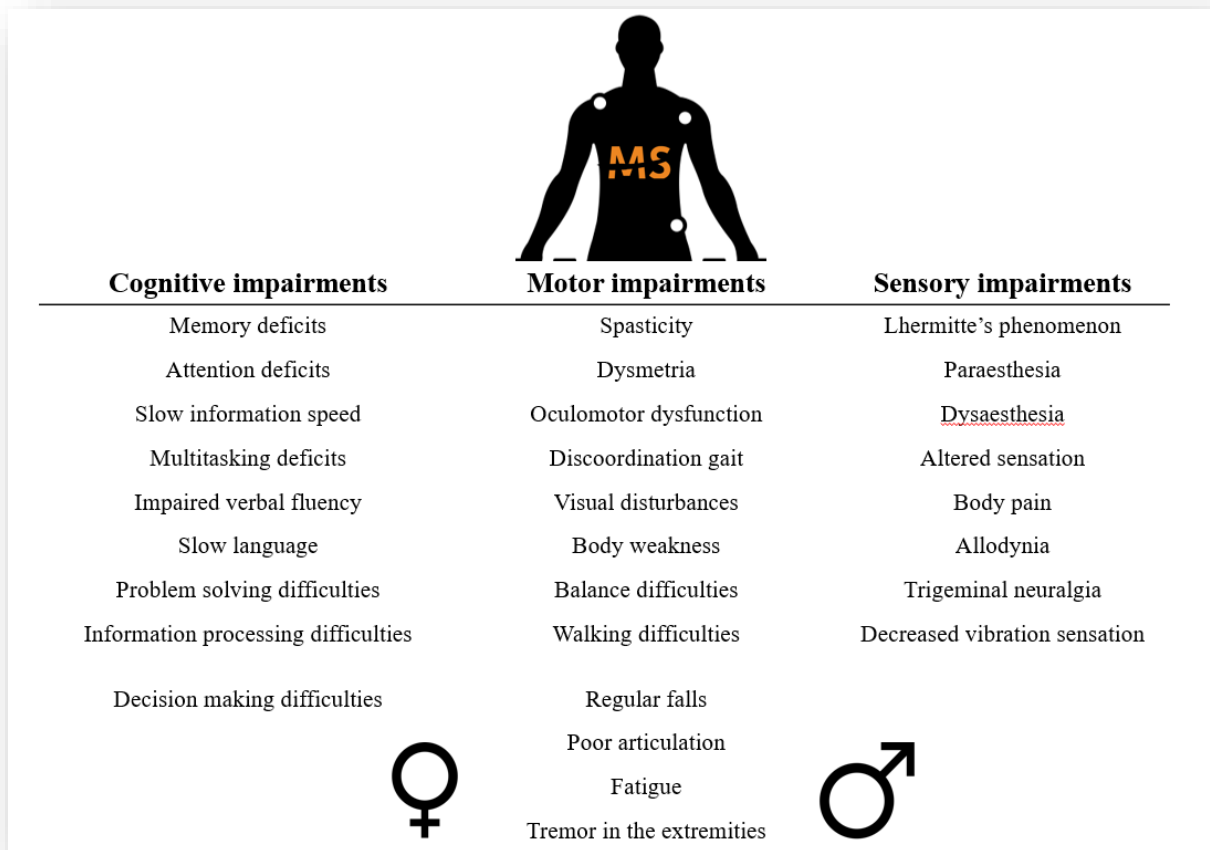 MS
Cognitive impairments Motor impairments Sensory impairments
Memory deficits Spasticity Lhermitte’s phenomenon
Attention deficits Dysmetria Paraesthesia
Slow information speed Oculomotor dysfunction Dysaesthesia
Multitasking deficits Discoordination gait Altered sensation
Impaired verbal fluency Visual disturbances Body pain
Slow language Body weakness Allodynia
Problem solving difficulties Balance difficulties Trigeminal neuralgia
Information processing difficulties Walking difficulties Decreased vibration sensation
Decision making difficulties Regular falls
Poor articulation
Fatigue
Tremor in the extremities